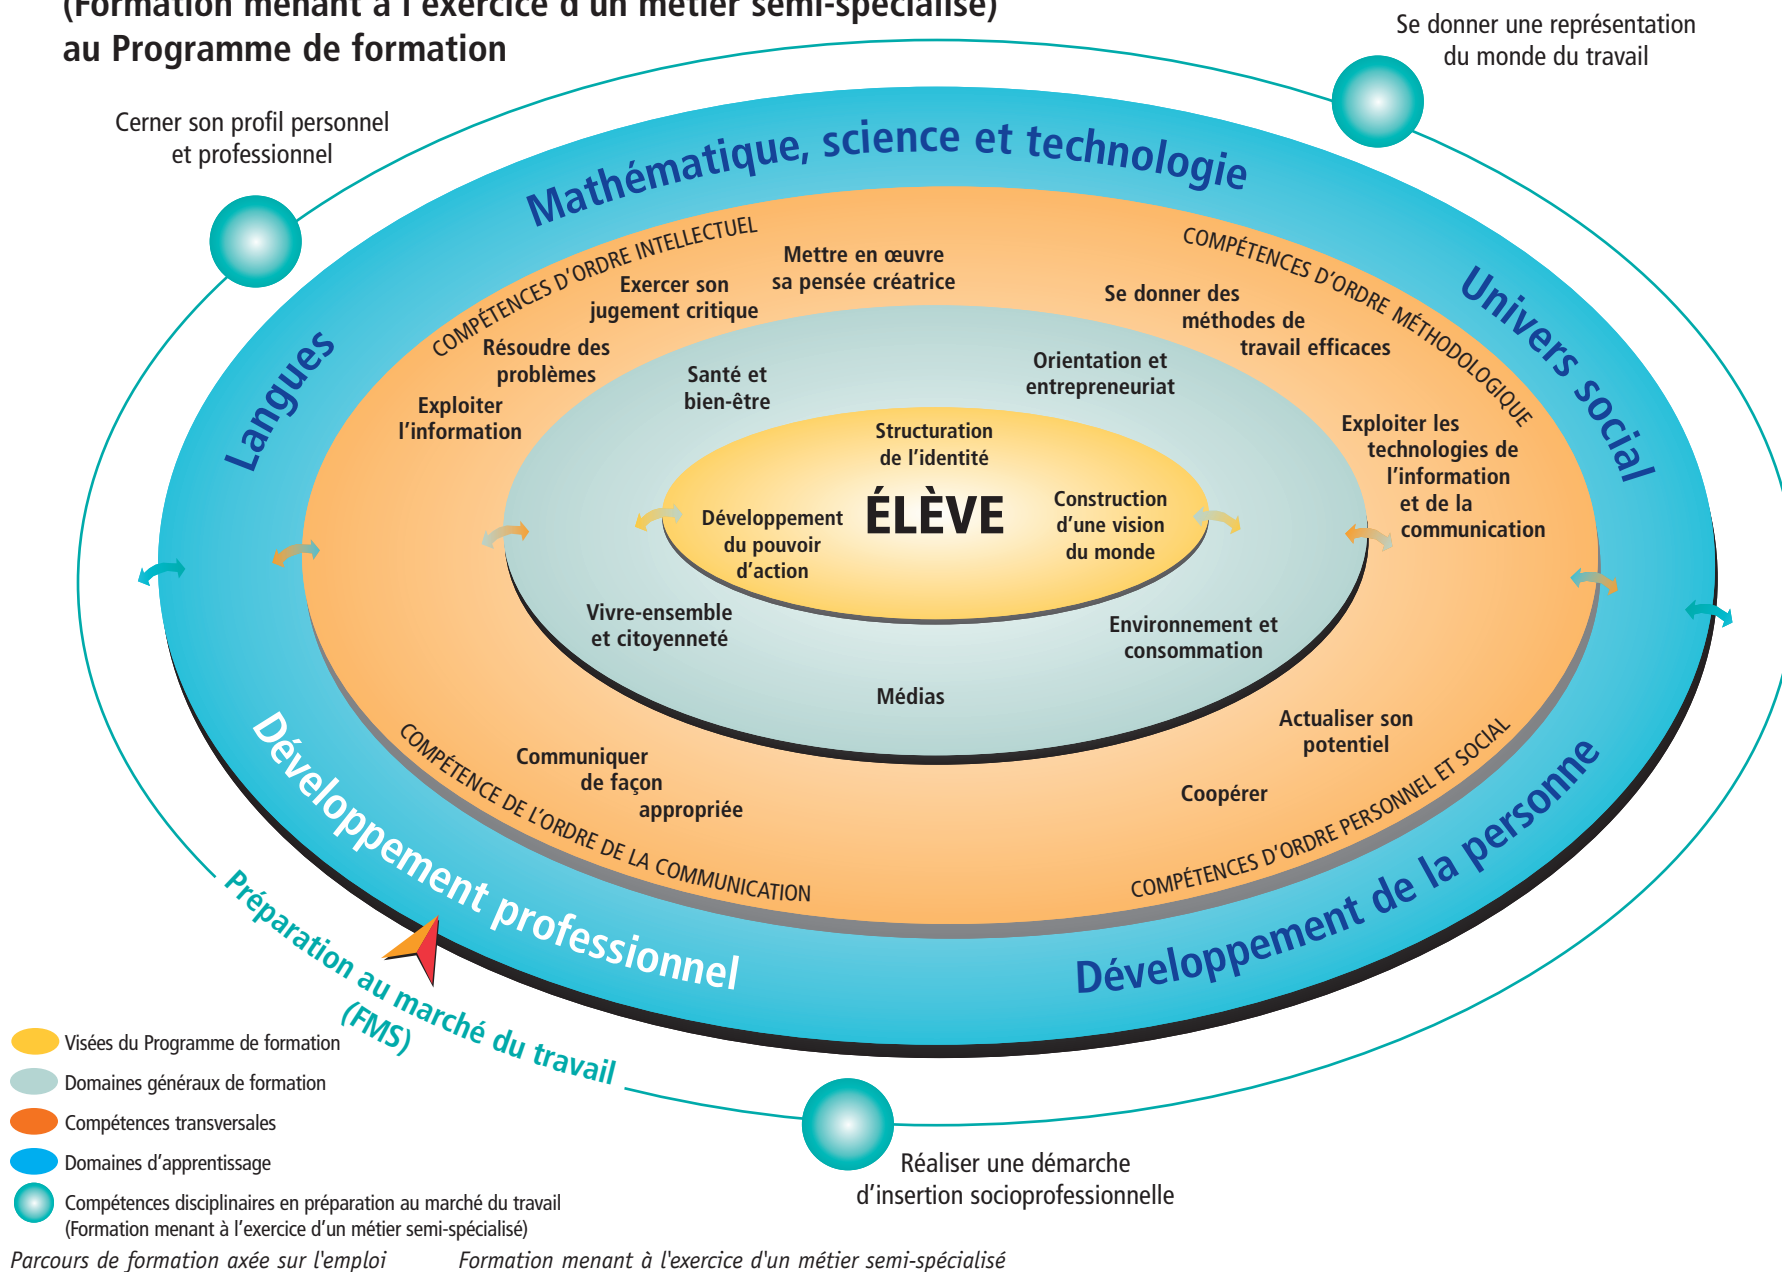 (Formation menant à l'exercice d'un métier semi-spécialisé)
au Programme de formation
Se donner une représentation
du monde du travail
Cerner son profil personnel
et professionnel
Mathématique, science et technologie
Langues
Univers social
COMPÉTENCES D'ORDRE INTELLECTUEL
COMPÉTENCES D'ORDRE MÉTHODOLOGIQUE
Mettre en œuvre
sa pensée créatrice
Exercer son
jugement critique
Résoudre des
problèmes
Exploiter
l'information
Se donner des
méthodes de
travail efficaces
Exploiter les
technologies de
l'information
et de la
communication
Santé et
bien-être
Orientation et
entrepreneuriat
Structuration
de l'identité
ÉLÈVE
Développement
du pouvoir
d'action
Construction
d'une vision
du monde
Vivre-ensemble
et citoyenneté
Environnement et
consommation
Médias
Communiquer
de façon
appropriée
Actualiser son
potentiel
Coopérer
COMPÉTENCE DE L'ORDRE DE LA COMMUNICATION
COMPÉTENCES D'ORDRE PERSONNEL ET SOCIAL
Développement professionnel
Développement de la personne
Préparation au marché du travail
(FMS)
Visées du Programme de formation
Domaines généraux de formation
Compétences transversales
Domaines d'apprentissage
Compétences disciplinaires en préparation au marché du travail
(Formation menant à l'exercice d'un métier semi-spécialisé)
Réaliser une démarche
d'insertion socioprofessionnelle
Parcours de formation axée sur l'emploi
Formation menant à l'exercice d'un métier semi-spécialisé